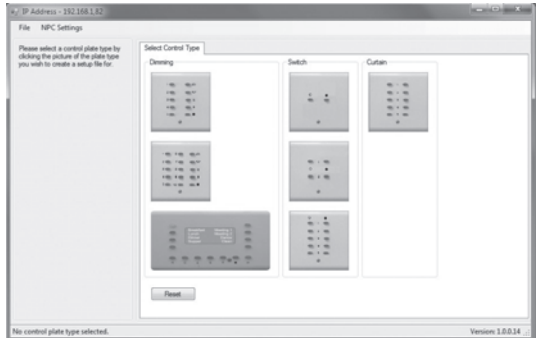 IP Address - 192.168.1.82
File NPC Settings
Please select a control plate type by
clicking the picture of the plate type
you wish to create a setup file for.
Select Control Type
Dimming
Switch
Curtain
Reset
No control plate type selected.
Version: 1.0.0.14